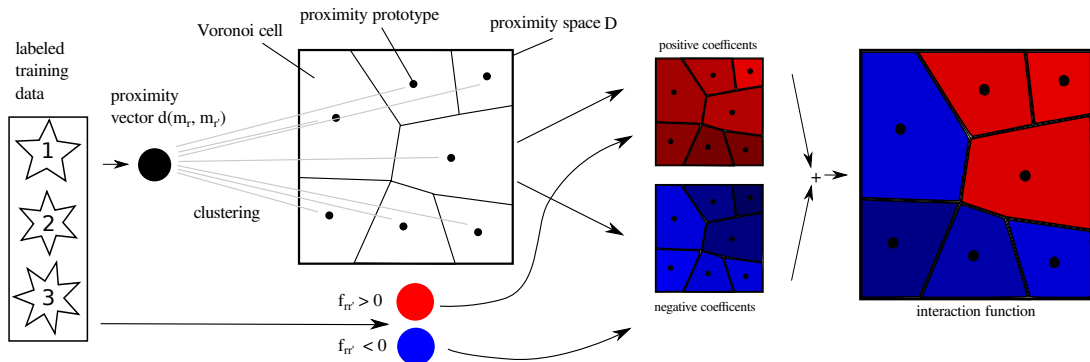 labeled
training
data
1
2
3
proximity
vector d(m_r, m_r')
Voronoi cell
proximity prototype
proximity space D
clustering
f_rr' > 0
f_rr' < 0
positive coefficents
negative coefficents
+
interaction function